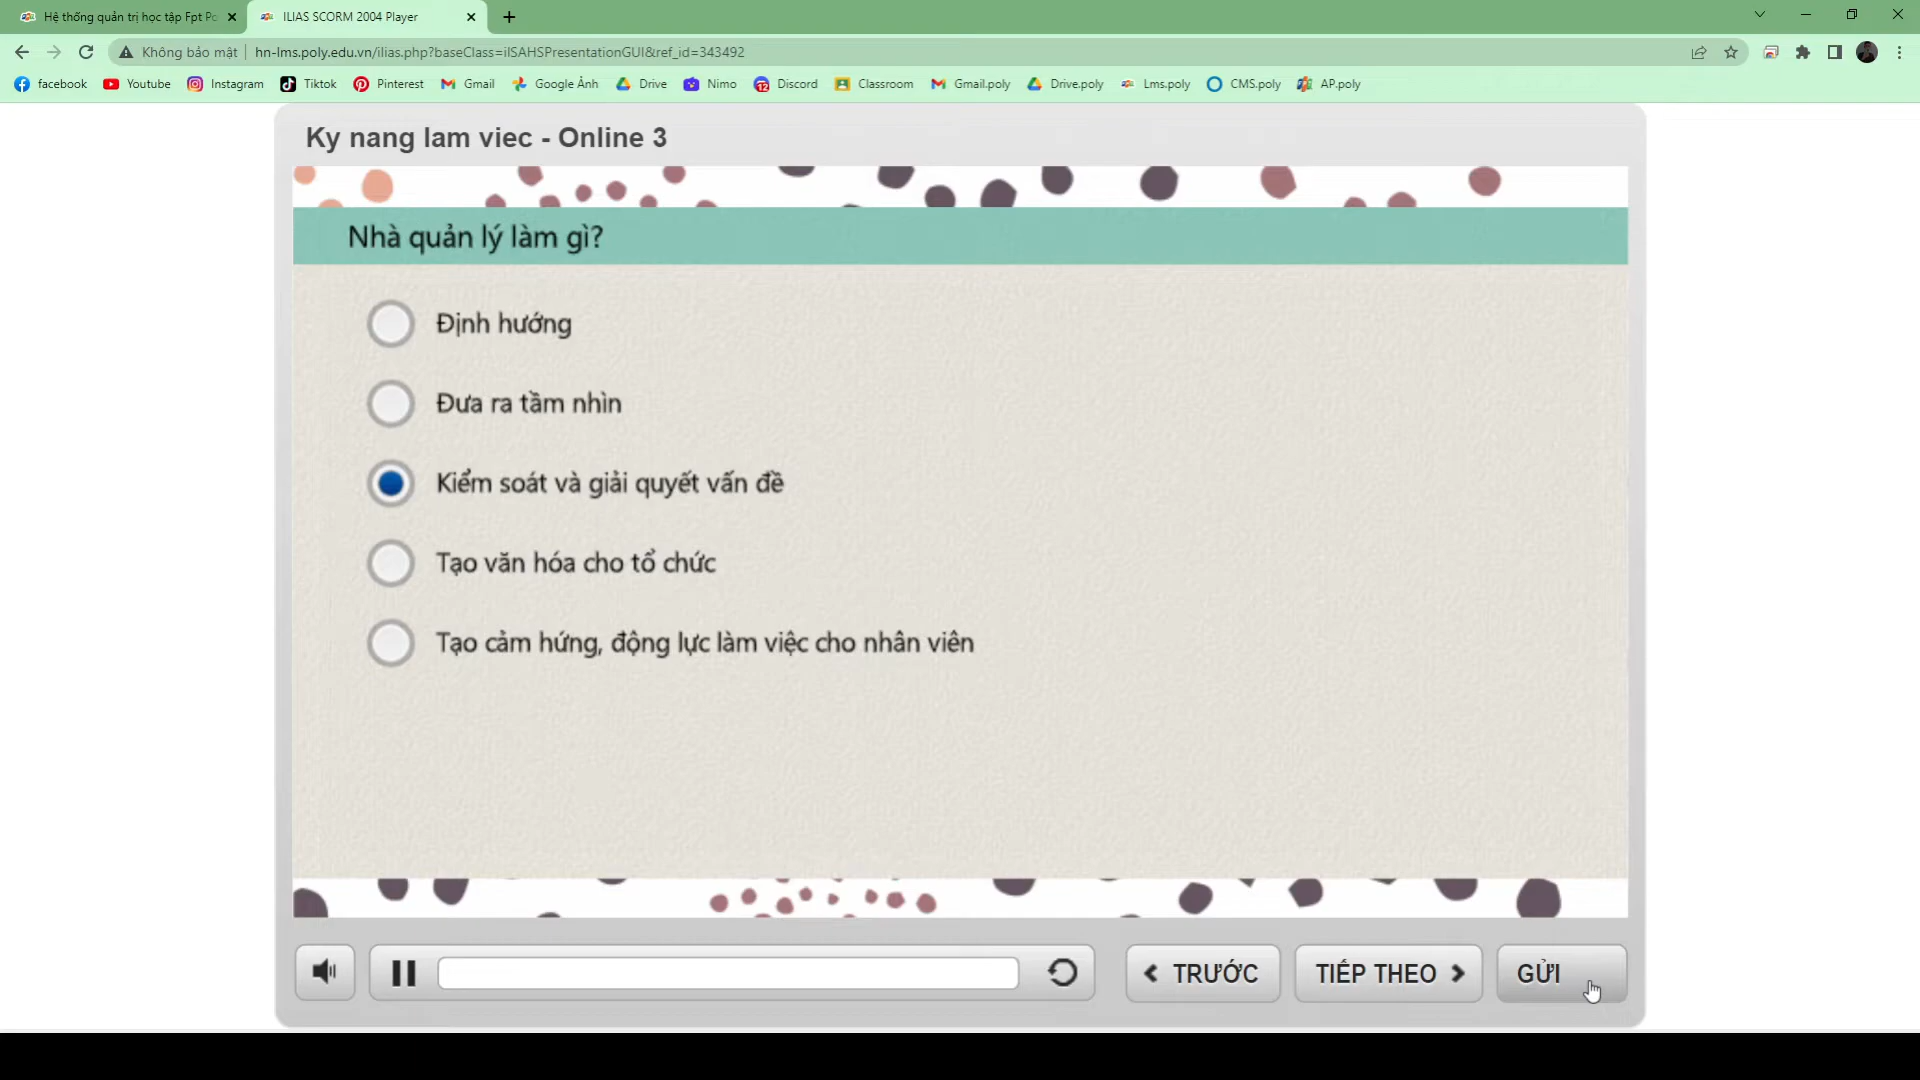 Hệ thống quản trị học tập Fpt Po
ILIAS SCORM 2004 Player
Không bảo mật
hn-lms.poly.edu.vn/ilias.php?baseClass=ilSAHSPresentationGUI&ref_id=343492
facebook
Youtube
Instagram
Tiktok
Pinterest
Gmail
Google Ảnh
Drive
Nimo
12
Discord
Classroom
Gmail.poly
Drive.poly
Lms.poly
CMS.poly
AP.poly
Ky nang lam viec - Online 3
Nhà quản lý làm gì?
Định hướng
Đưa ra tầm nhìn
Kiểm soát và giải quyết vấn đề
Tạo văn hóa cho tổ chức
Tạo cảm hứng, động lực làm việc cho nhân viên
TRƯỚC
TIẾP THEO
GỬI